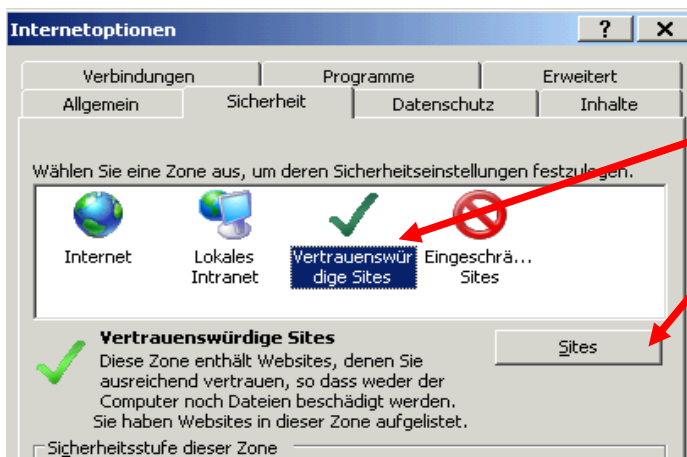 Internetoptionen
? X
Verbindungen Programme Erweitert
Allgemein Sicherheit Datenschutz Inhalte
Wählen Sie eine Zone aus, um deren Sicherheitseinstellungen festzulegen.
Internet Lokales Intranet Vertrauenswür dige Sites Eingeschrä... Sites
Vertrauenswürdige Sites
Sites
Diese Zone enthält Websites, denen Sie
ausreichend vertrauen, so dass weder der
Computer noch Dateien beschädigt werden.
Sie haben Websites in dieser Zone aufgelistet.
Sicherheitsstufe dieser Zone